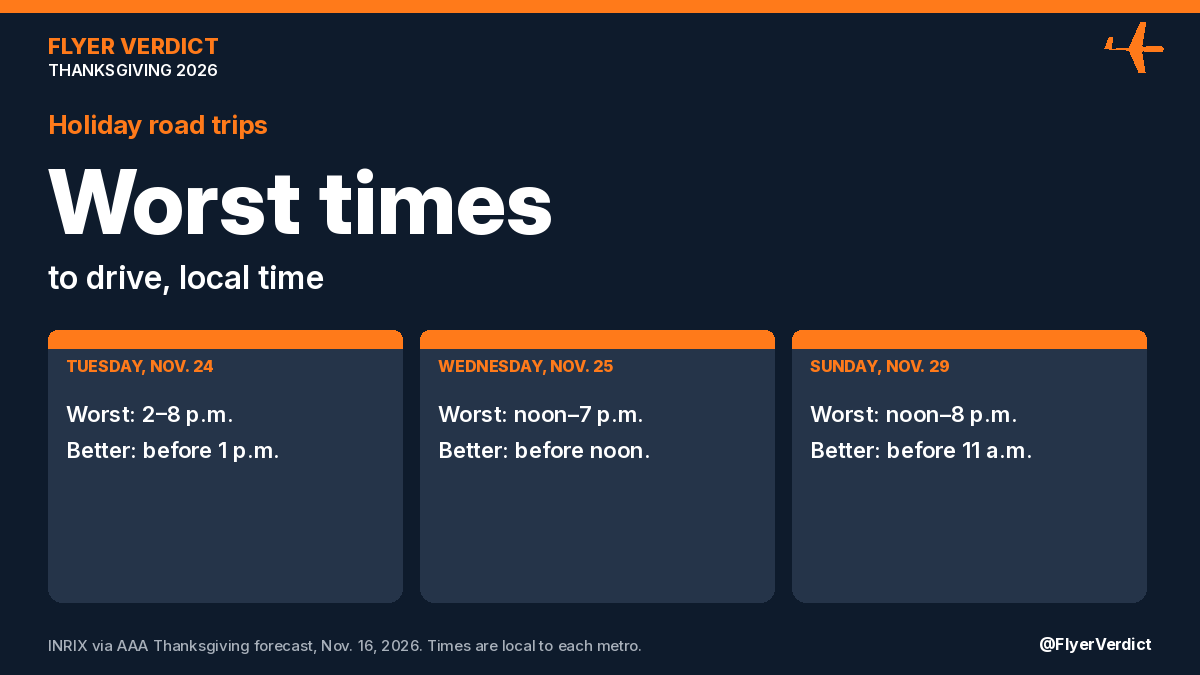 FLYER VERDICT
THANKSGIVING 2026
Holiday road trips
Worst times
to drive, local time
TUESDAY, NOV. 24
Worst: 2–8 p.m.
Better: before 1 p.m.
WEDNESDAY, NOV. 25
Worst: noon–7 p.m.
Better: before noon.
SUNDAY, NOV. 29
Worst: noon–8 p.m.
Better: before 11 a.m.
INRIX via AAA Thanksgiving forecast, Nov. 16, 2026. Times are local to each metro.
@FlyerVerdict